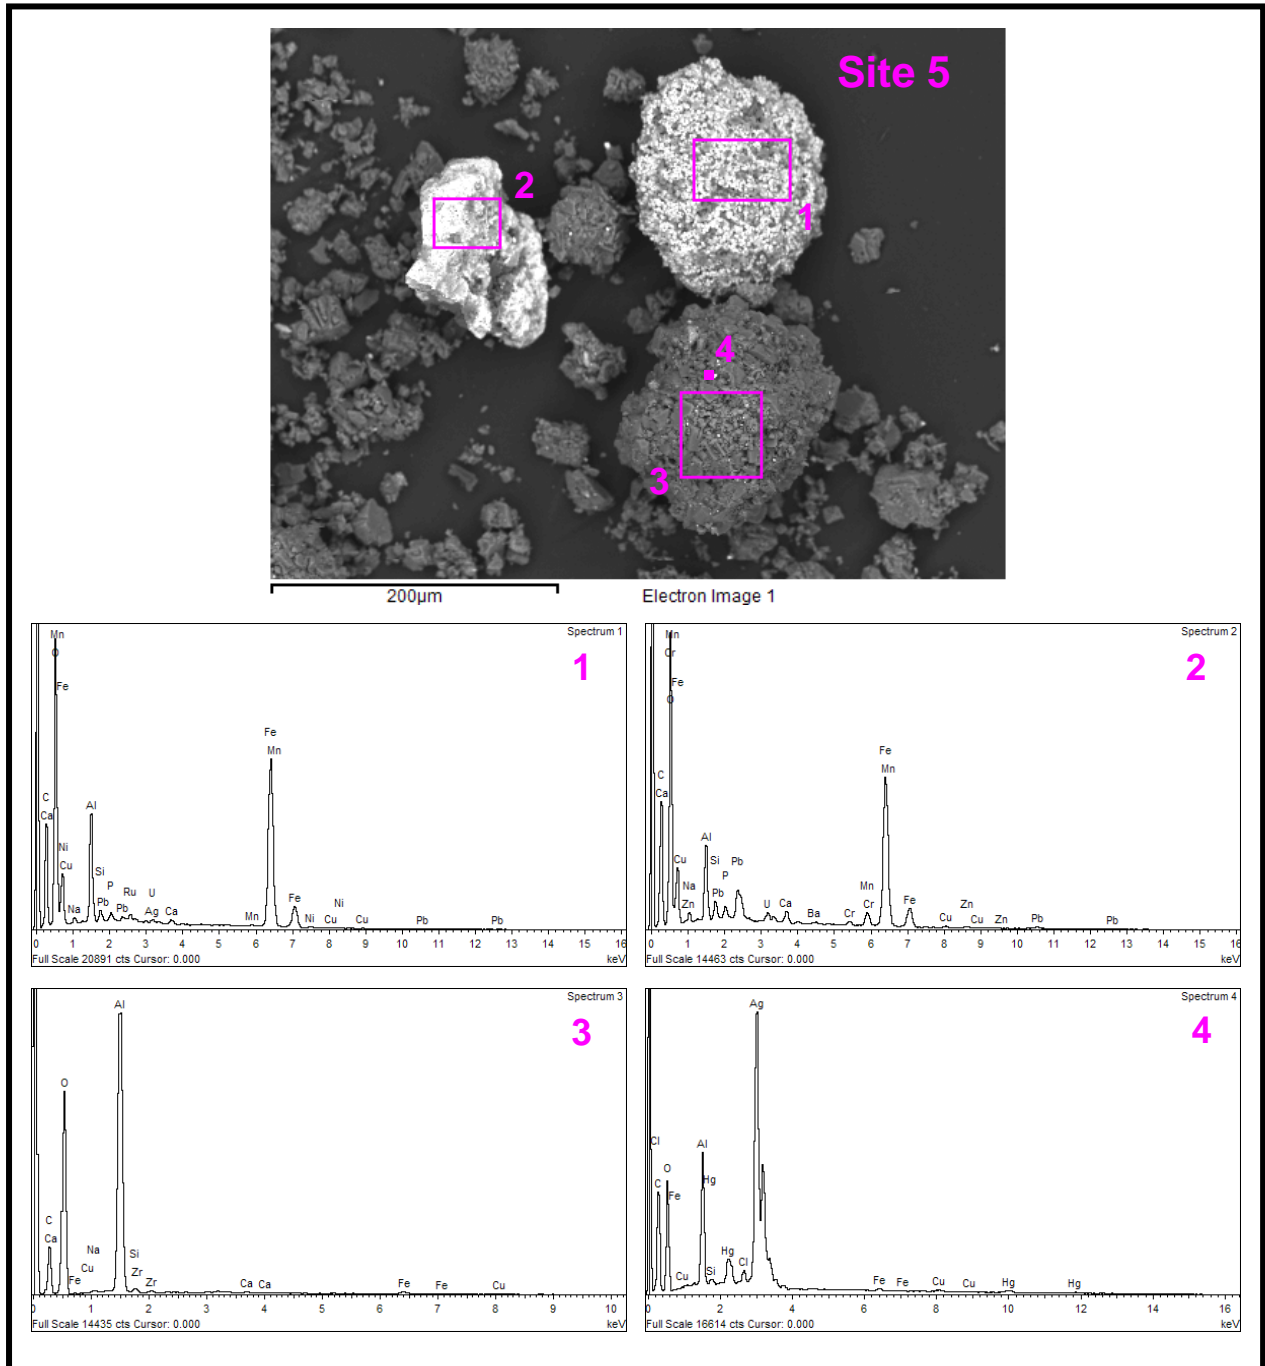 Site 5
2
1
4
3
200µm
Electron Image 1
Spectrum 1
1
Mn
O
Fe
Fe
Mn
C
Ca
Al
Ni
Cu
Si
P
Ru
U
Na
Pb
Pb
Ag
Ca
Mn
Fe
Ni
Ni
Cu
Cu
Pb
Pb
0 1 2 3 4 5 6 7 8 9 10 11 12 13 14 15 16
Full Scale 20891 cts Cursor: 0.000 keV
Spectrum 2
2
Mn
Cr
Fe
O
Fe
Mn
C
Ca
Al
Cu
Si
Pb
Na
Pb
P
Zn
U
Ca
Ba
Cr
Mn
Cr
Fe
Cu
Zn
Cu
Zn
Pb
Pb
0 1 2 3 4 5 6 7 8 9 10 11 12 13 14 15 16
Full Scale 14463 cts Cursor: 0.000 keV
Spectrum 3
3
Al
O
C
Ca
Na
Si
Fe
Cu
Zr
Zr
Ca
Ca
Fe
Fe
Cu
0 1 2 3 4 5 6 7 8 9 10
Full Scale 14435 cts Cursor: 0.000 keV
Spectrum 4
4
Ag
Cl
Al
O
Hg
C
Fe
Hg
Cl
Cu
Si
Fe
Fe
Cu
Cu
Hg
Hg
0 2 4 6 8 10 12 14 16
Full Scale 16614 cts Cursor: 0.000 keV